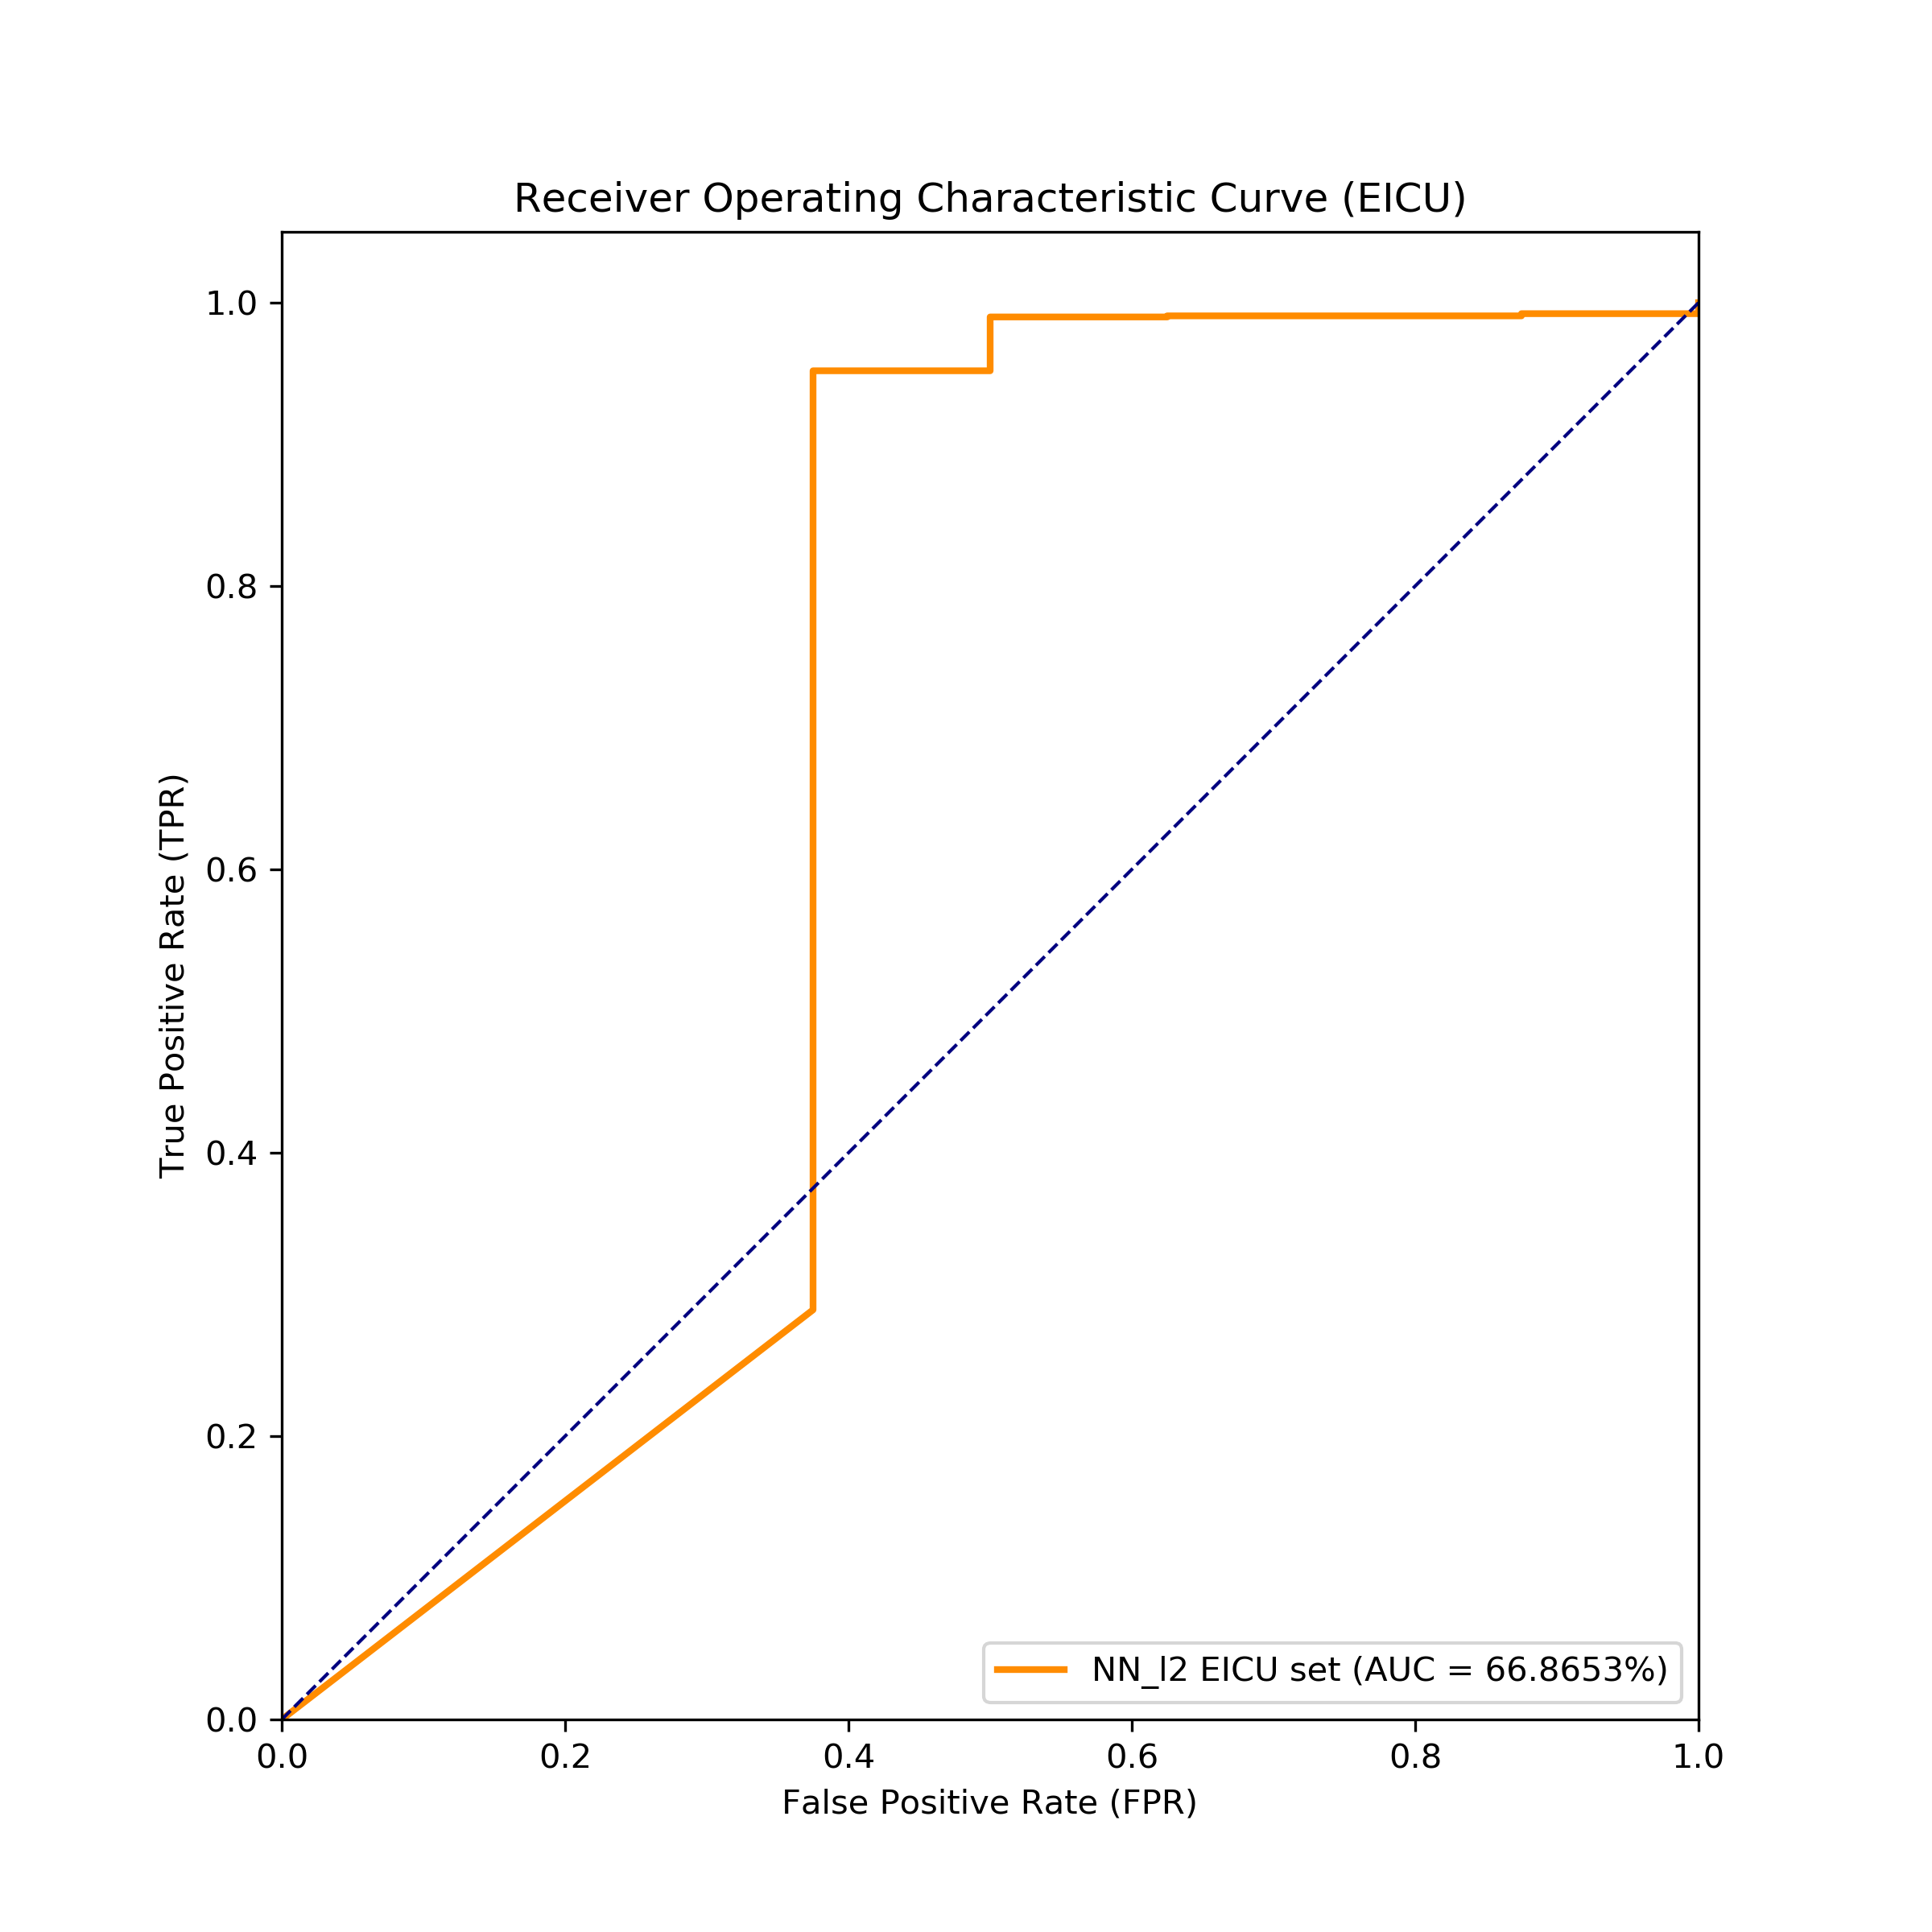 Receiver Operating Characteristic Curve (EICU)
True Positive Rate (TPR)
1.0
0.8
0.6
0.4
0.2
0.0
0.0 0.2 0.4 0.6 0.8 1.0
False Positive Rate (FPR)
NN_l2 EICU set (AUC = 66.8653%)